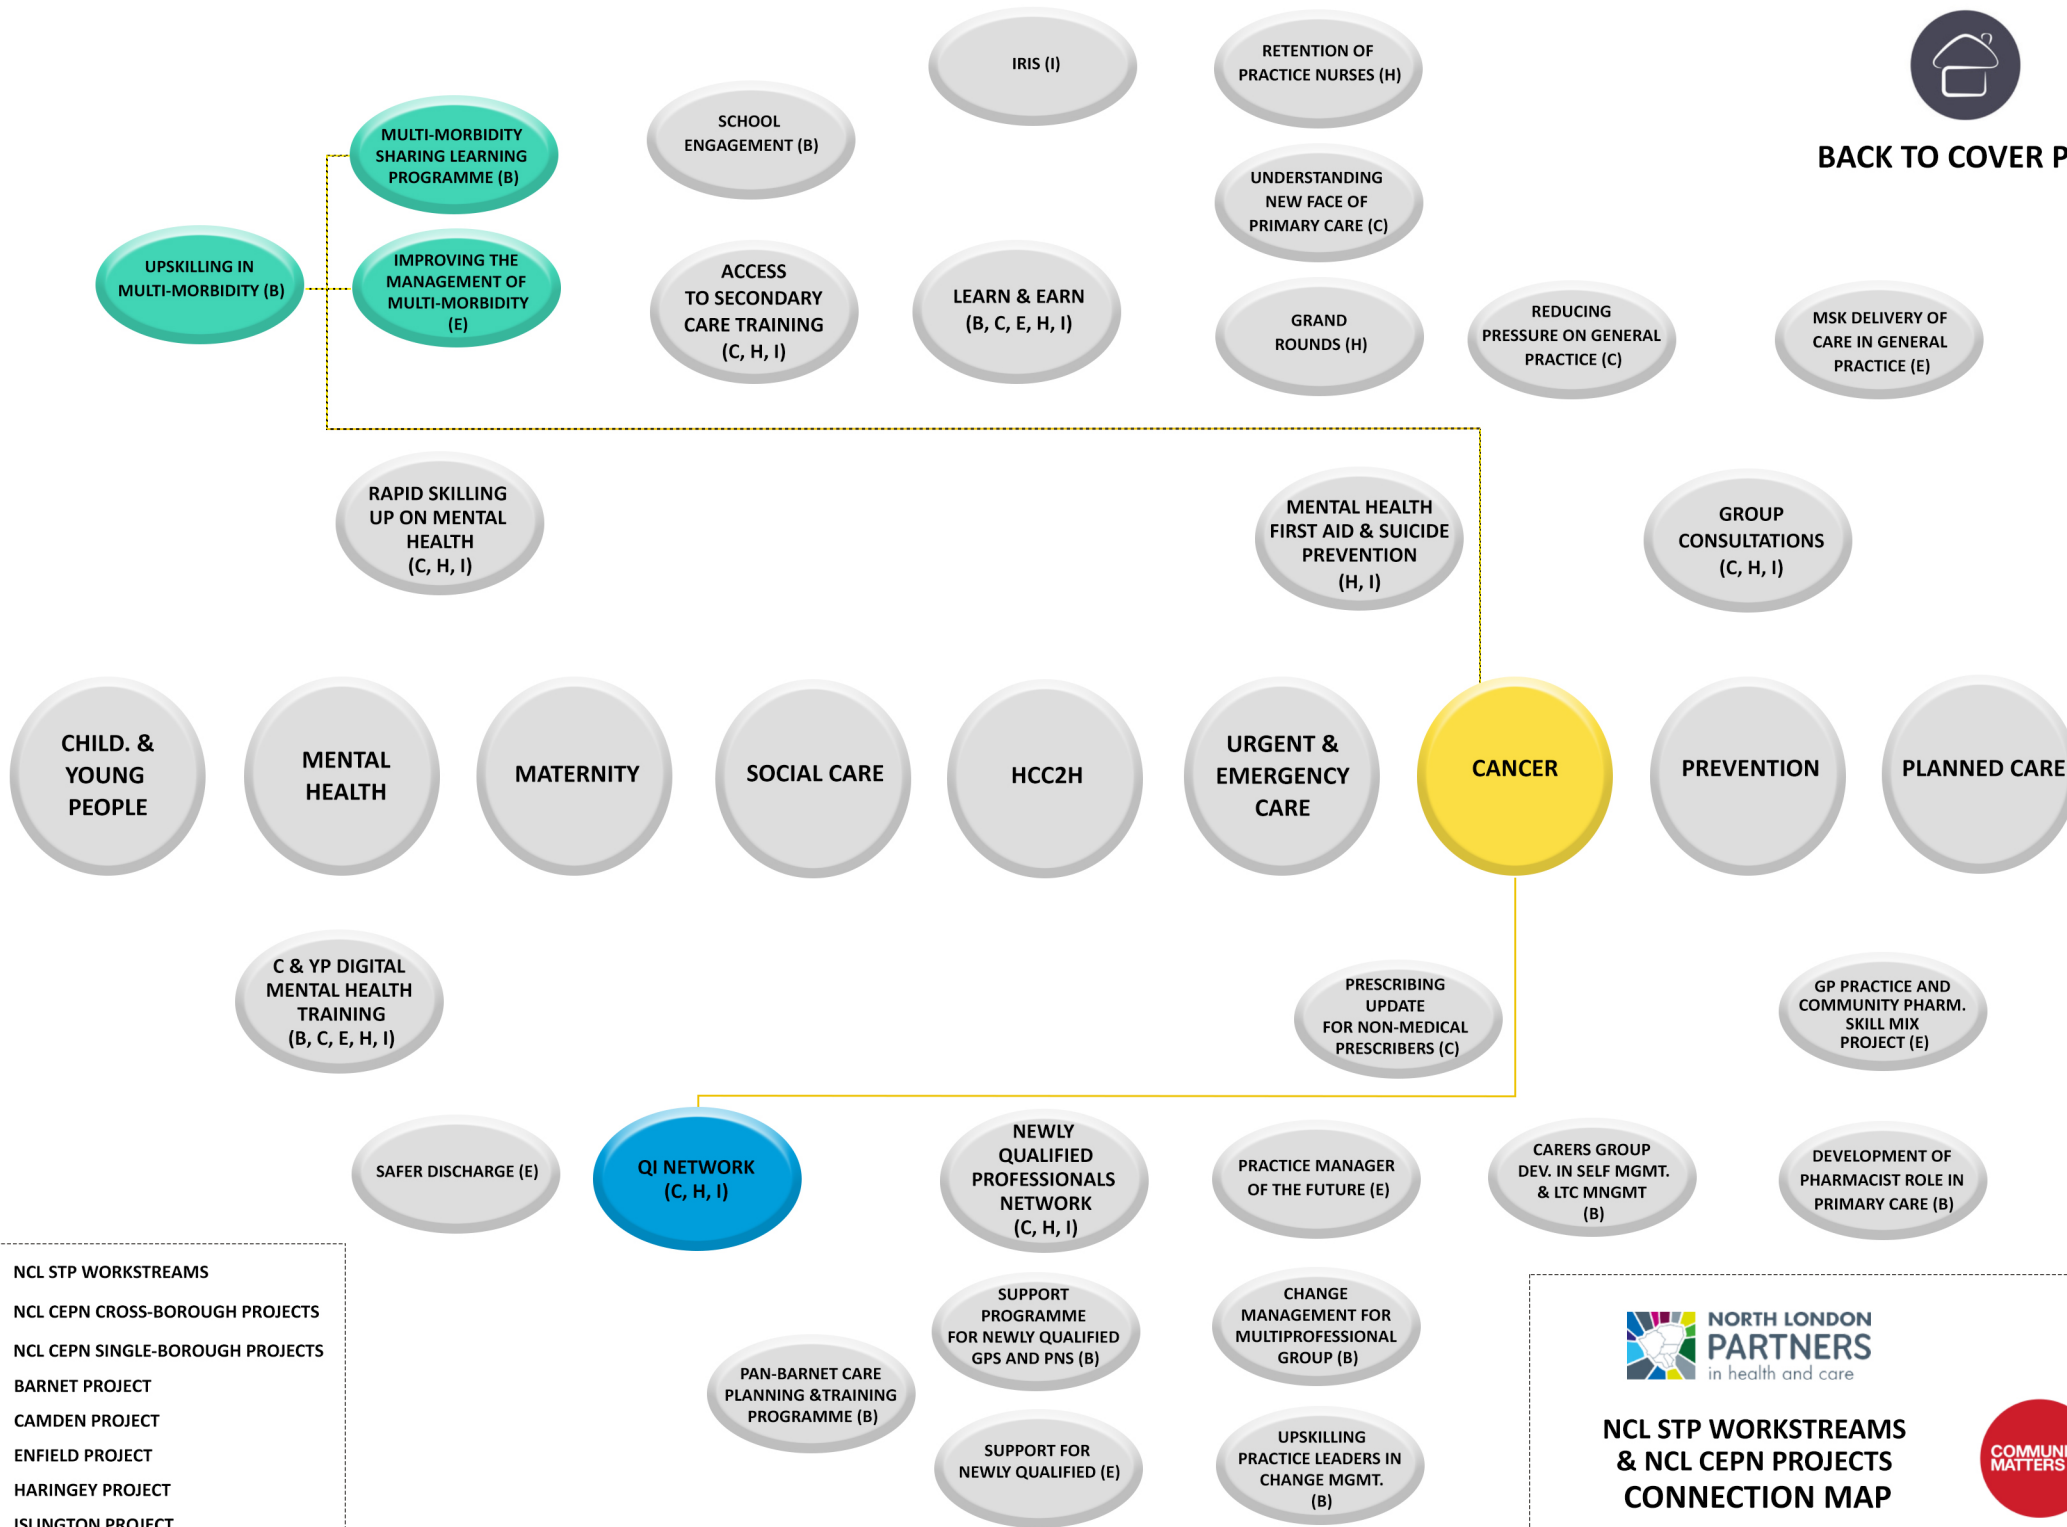 IRIS (I)
RETENTION OF
PRACTICE NURSES (H)
BACK TO COVER P
MULTI-MORBIDITY
SHARING LEARNING
PROGRAMME (B)
SCHOOL
ENGAGEMENT (B)
UNDERSTANDING
NEW FACE OF
PRIMARY CARE (C)
UPSKILLING IN
MULTI-MORBIDITY (B)
IMPROVING THE
MANAGEMENT OF
MULTI-MORBIDITY
(E)
ACCESS
TO SECONDARY
CARE TRAINING
(C, H, I)
LEARN & EARN
(B, C, E, H, I)
GRAND
ROUNDS (H)
REDUCING
PRESSURE ON GENERAL
PRACTICE (C)
MSK DELIVERY OF
CARE IN GENERAL
PRACTICE (E)
RAPID SKILLING
UP ON MENTAL
HEALTH
(C, H, I)
MENTAL HEALTH
FIRST AID & SUICIDE
PREVENTION
(H, I)
GROUP
CONSULTATIONS
(C, H, I)
CHILD. &
YOUNG
PEOPLE
MENTAL
HEALTH
MATERNITY
SOCIAL CARE
HCC2H
URGENT &
EMERGENCY
CARE
CANCER
PREVENTION
PLANNED CARE
C & YP DIGITAL
MENTAL HEALTH
TRAINING
(B, C, E, H, I)
PRESCRIBING
UPDATE
FOR NON-MEDICAL
PRESCRIBERS (C)
GP PRACTICE AND
COMMUNITY PHARM.
SKILL MIX
PROJECT (E)
SAFER DISCHARGE (E)
QI NETWORK
(C, H, I)
NEWLY
QUALIFIED
PROFESSIONALS
NETWORK
(C, H, I)
PRACTICE MANAGER
OF THE FUTURE (E)
CARERS GROUP
DEV. IN SELF MGMT.
& LTC MNGMT
(B)
DEVELOPMENT OF
PHARMACIST ROLE IN
PRIMARY CARE (B)
SUPPORT
PROGRAMME
FOR NEWLY QUALIFIED
GPS AND PNS (B)
CHANGE
MANAGEMENT FOR
MULTIPROFESSIONAL
GROUP (B)
PAN-BARNET CARE
PLANNING &TRAINING
PROGRAMME (B)
SUPPORT FOR
NEWLY QUALIFIED (E)
UPSKILLING
PRACTICE LEADERS IN
CHANGE MGMT.
(B)
NCL STP WORKSTREAMS
NCL CEPN CROSS-BOROUGH PROJECTS
NCL CEPN SINGLE-BOROUGH PROJECTS
BARNET PROJECT
CAMDEN PROJECT
ENFIELD PROJECT
HARINGEY PROJECT
ISLINGTON PROJECT
NORTH LONDON
PARTNERS
in health and care
NCL STP WORKSTREAMS
& NCL CEPN PROJECTS
CONNECTION MAP
COMMUNI
MATTERS